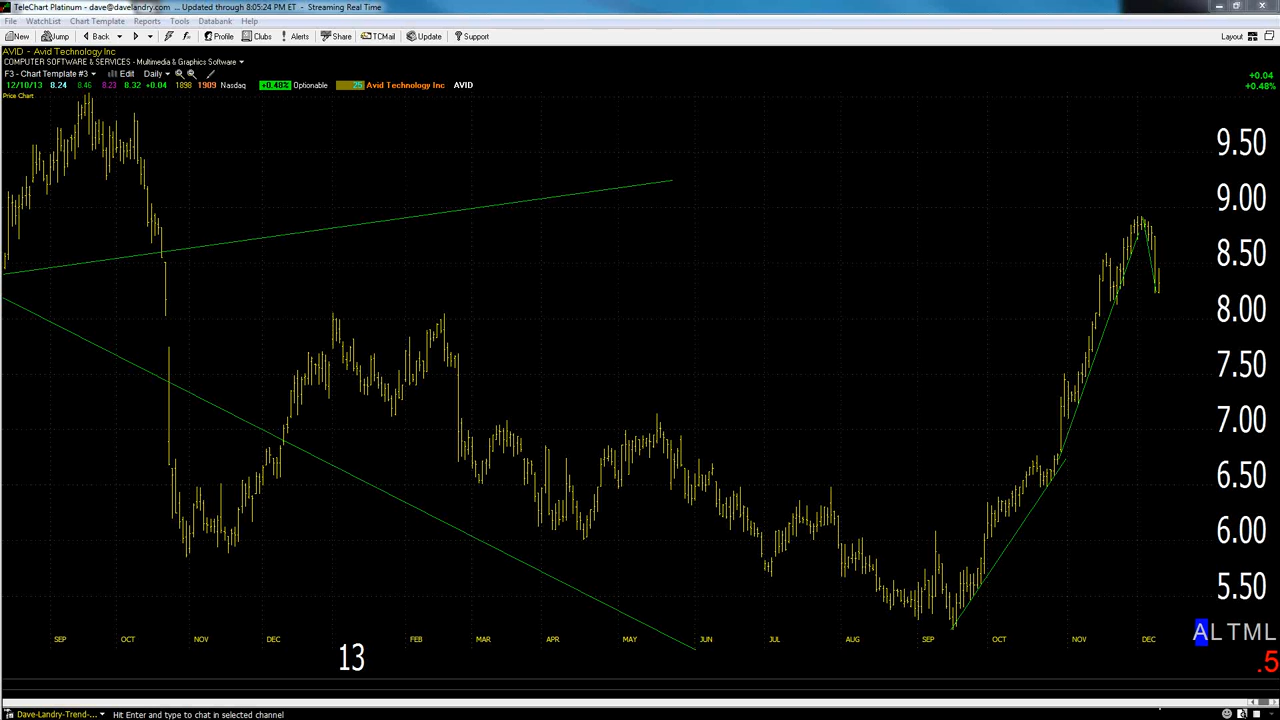 TeleChart Platinum - dave@davelandry.com ... Updated through 8:05:24 PM ET - Streaming Real Time
File WatchList Chart Template Reports Tools Databank Help
New Jump Back Profile Clubs Alerts Share TCMail Update Support Layout
AVID - Avid Technology Inc
COMPUTER SOFTWARE & SERVICES - Multimedia & Graphics Software
F3 - Chart Template #3 Edit Daily
+0.04
12/10/13 8.24 8.46 8.23 8.32 +0.04 1898 1909 Nasdaq +0.48% Optionable 25 Avid Technology Inc AVID
+0.48%
Price Chart
9.50
9.00
8.50
8.00
7.50
7.00
6.50
6.00
5.50
A L T M L
SEP OCT NOV DEC 13 FEB MAR APR MAY JUN JUL AUG SEP OCT NOV DEC
.5
Dave-Landry-Trend-... Hit Enter and type to chat in selected channel